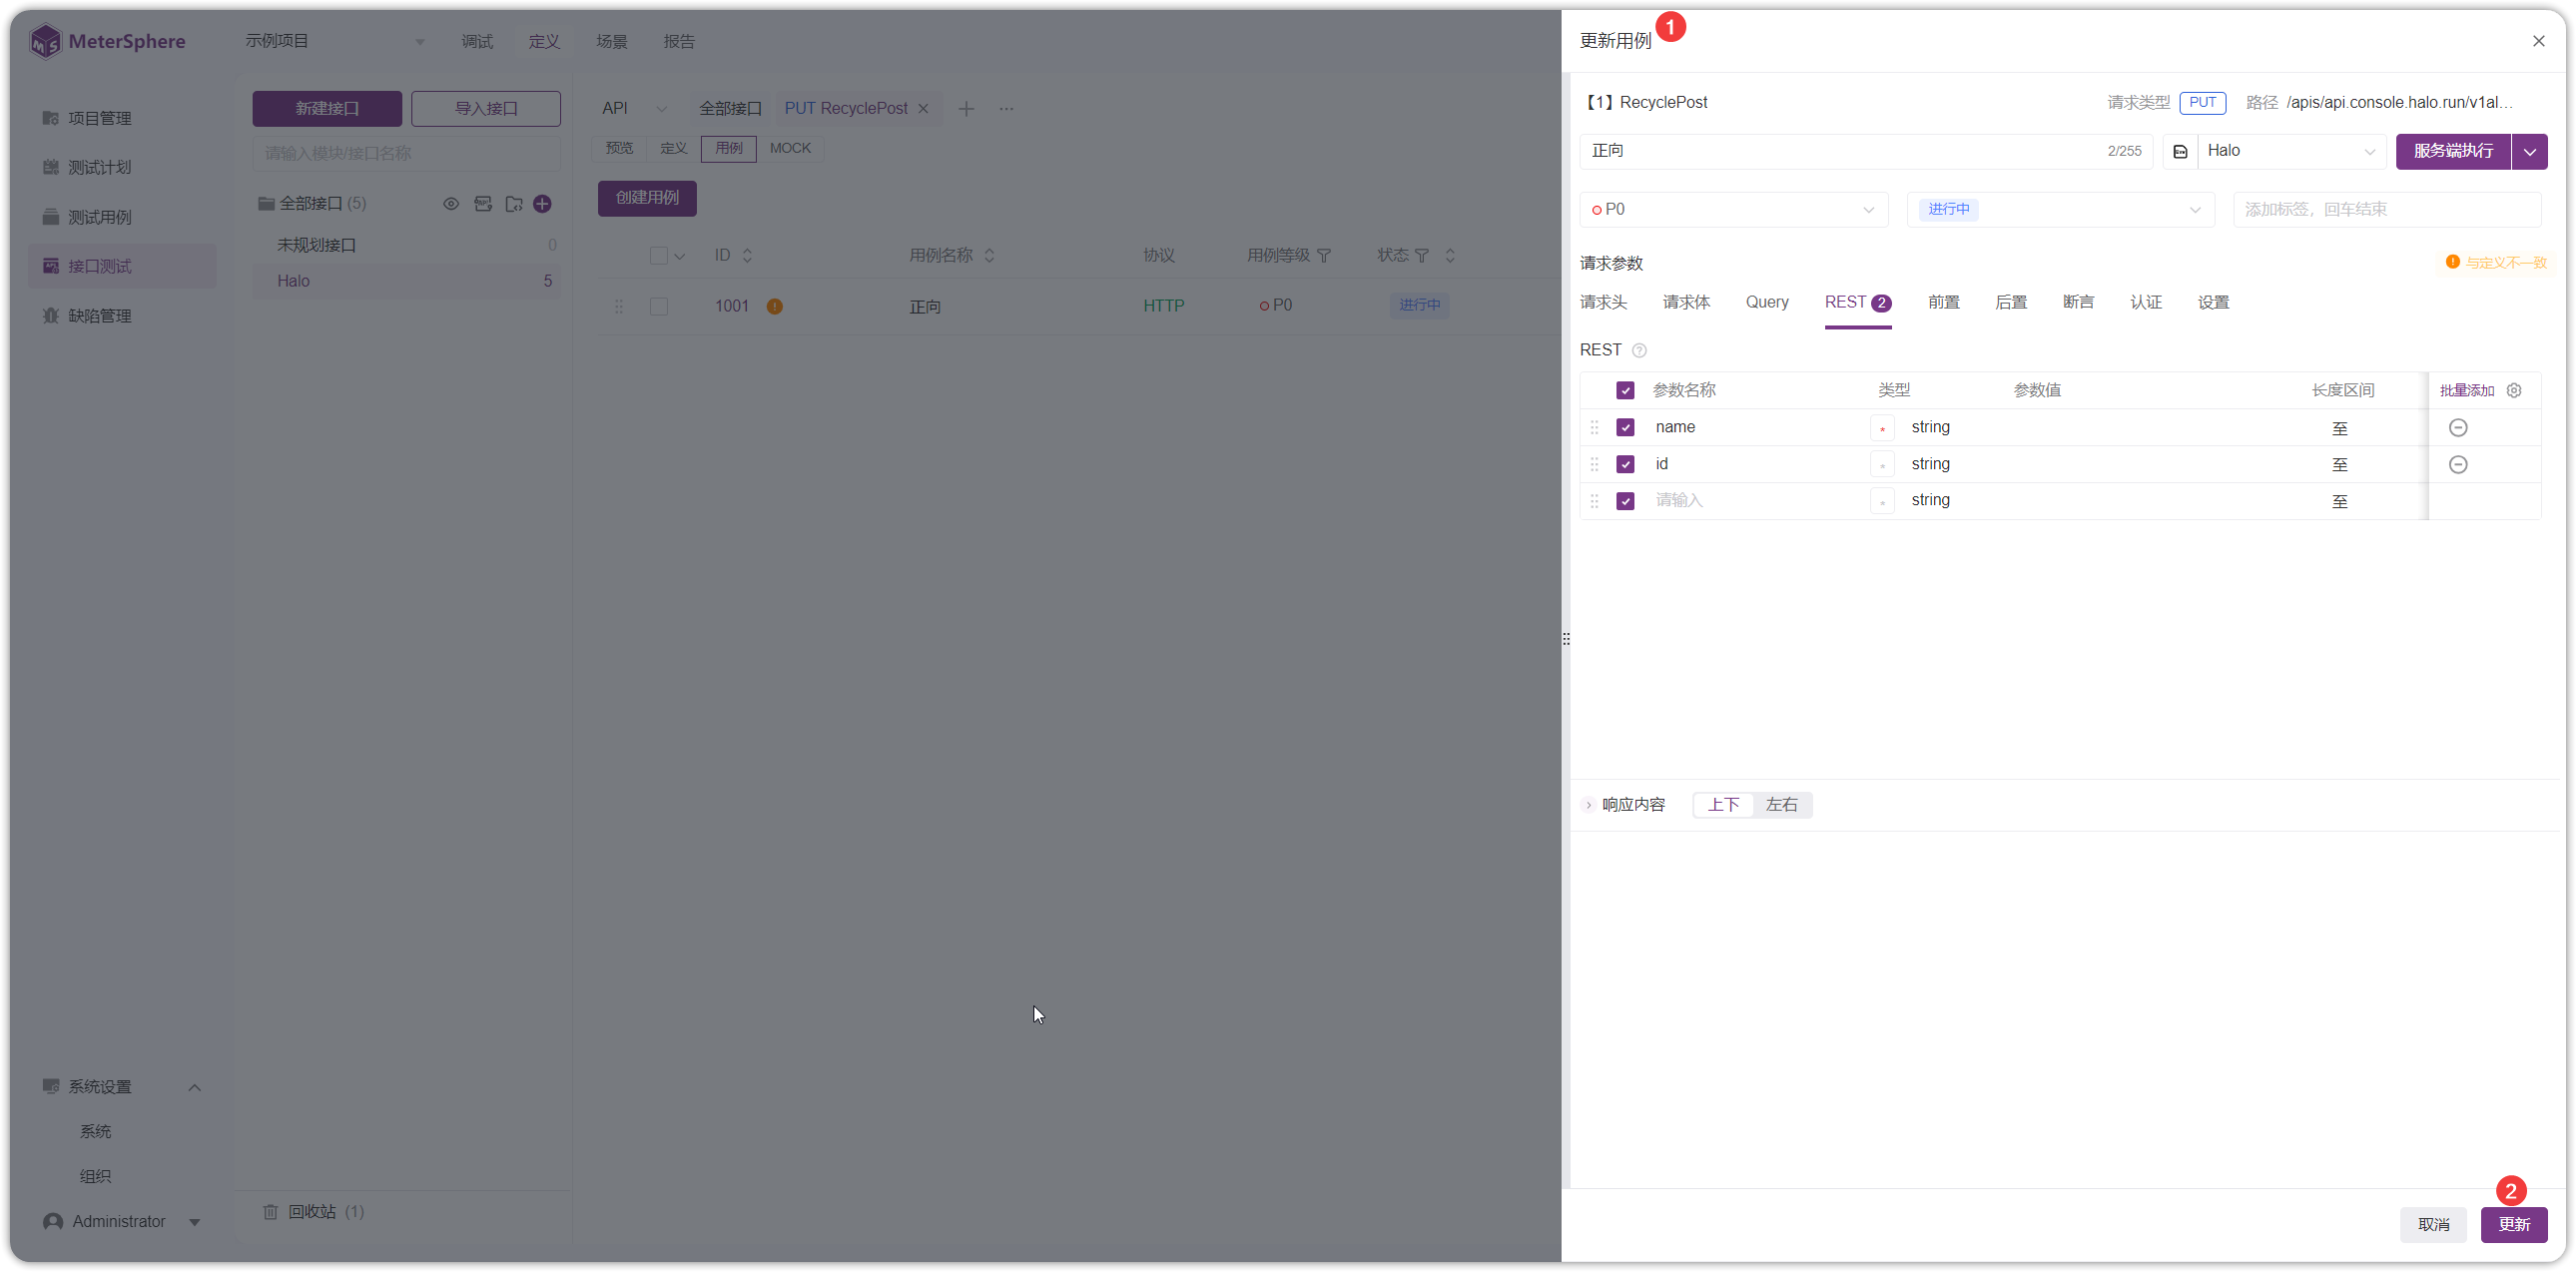 MeterSphere
示例项目
调试
定义
场景
报告
项目管理
测试计划
测试用例
接口测试
缺陷管理
系统设置
系统
组织
Administrator
新建接口
导入接口
请输入模块/接口名称
全部接口 (5)
未规划接口 0
Halo 5
回收站 (1)
API
全部接口
PUT RecyclePost
预览
定义
用例
MOCK
创建用例
ID 用例名称 协议 用例等级 状态
1001 正向 HTTP P0 进行中
更新用例
1
【1】RecyclePost
请求类型 PUT 路径 /apis/api.console.halo.run/v1al...
正向 2/255
Halo
服务端执行
P0
进行中
添加标签，回车结束
请求参数
与定义不一致
请求头 请求体 Query REST 2 前置 后置 断言 认证 设置
REST
参数名称 类型 参数值 长度区间 批量添加
name * string 至
id * string 至
请输入 * string 至
响应内容
上下
左右
2
取消
更新